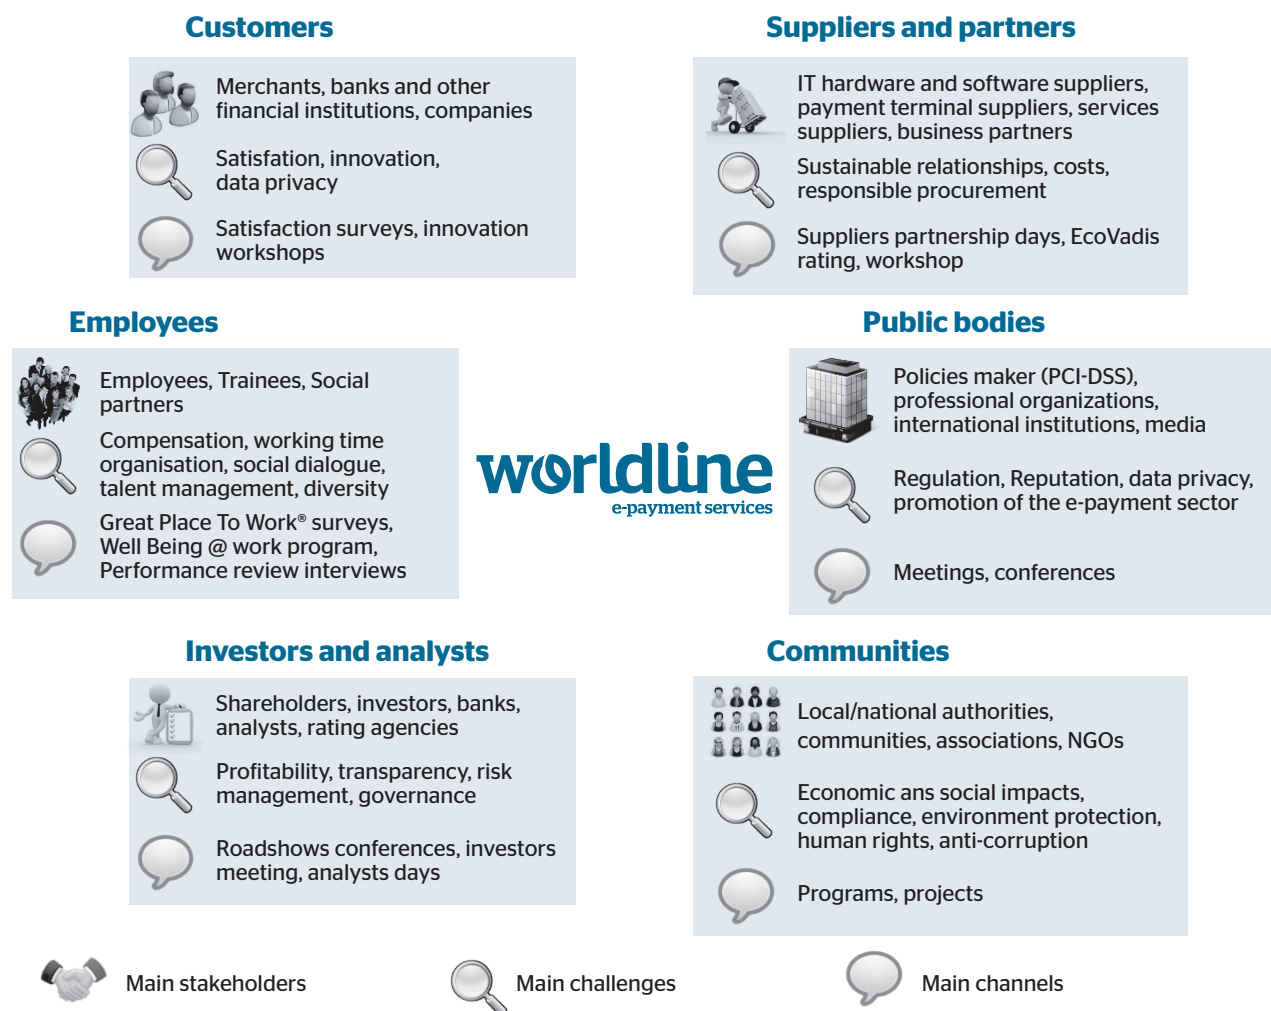 Customers
Merchants, banks and other
financial institutions, companies
Satisfation, innovation,
data privacy
Satisfaction surveys, innovation
workshops
Suppliers and partners
IT hardware and software suppliers,
payment terminal suppliers, services
suppliers, business partners
Sustainable relationships, costs,
responsible procurement
Suppliers partnership days, EcoVadis
rating, workshop
Employees
Employees, Trainees, Social
partners
Compensation, working time
organisation, social dialogue,
talent management, diversity
Great Place To Work® surveys,
Well Being @ work program,
Performance review interviews
worldline
e-payment services
Public bodies
Policies maker (PCI-DSS),
professional organizations,
international institutions, media
Regulation, Reputation, data privacy,
promotion of the e-payment sector
Meetings, conferences
Investors and analysts
Shareholders, investors, banks,
analysts, rating agencies
Profitability, transparency, risk
management, governance
Roadshows conferences, investors
meeting, analysts days
Communities
Local/national authorities,
communities, associations, NGOs
Economic ans social impacts,
compliance, environment protection,
human rights, anti-corruption
Programs, projects
Main stakeholders
Main challenges
Main channels